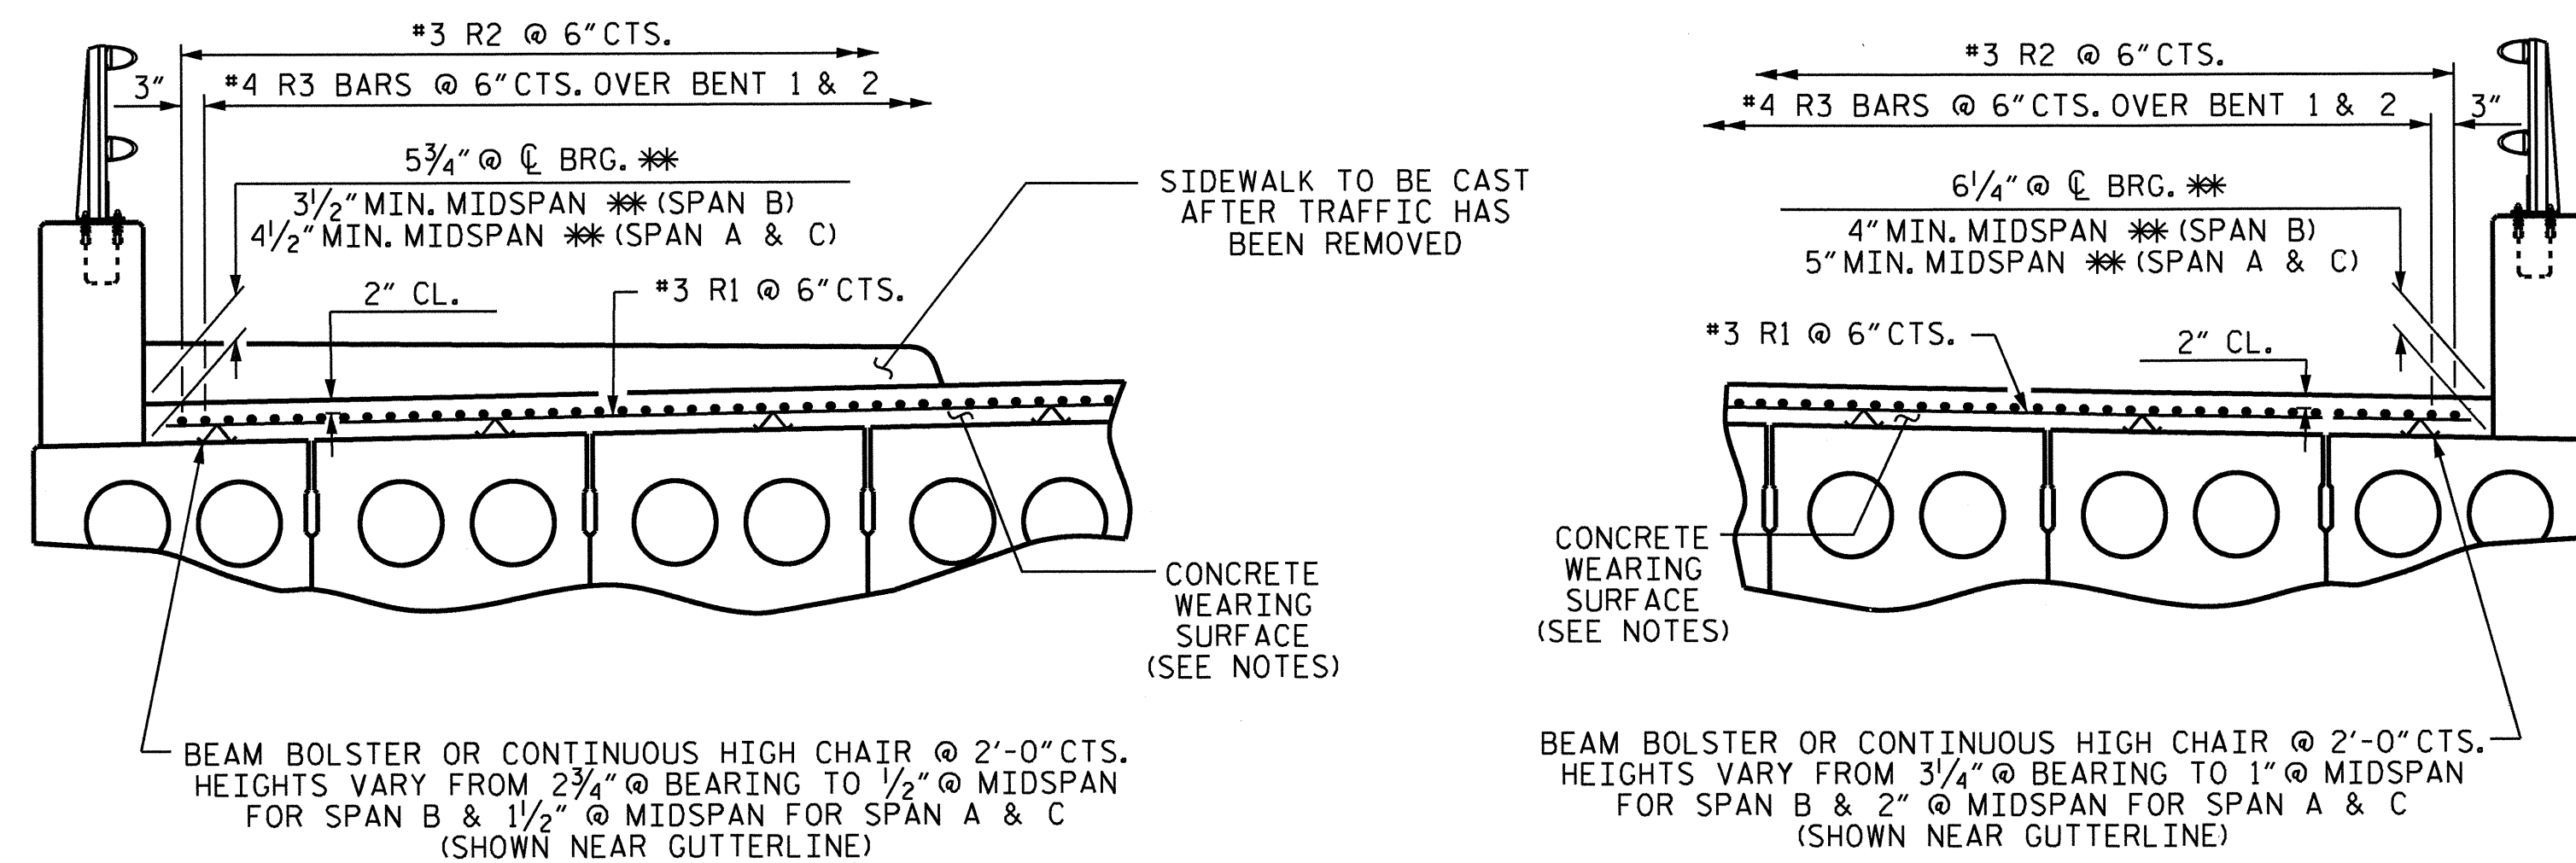 #3 R2 @ 6" CTS.
3"
#4 R3 BARS @ 6" CTS. OVER BENT 1 & 2
5¾" @ ℄ BRG. **
3½" MIN. MIDSPAN ** (SPAN B)
4½" MIN. MIDSPAN ** (SPAN A & C)
2" CL.
#3 R1 @ 6" CTS.
SIDEWALK TO BE CAST
AFTER TRAFFIC HAS
BEEN REMOVED
CONCRETE
WEARING
SURFACE
(SEE NOTES)
BEAM BOLSTER OR CONTINUOUS HIGH CHAIR @ 2'-0" CTS.
HEIGHTS VARY FROM 2¾" @ BEARING TO ½" @ MIDSPAN
FOR SPAN B & 1½" @ MIDSPAN FOR SPAN A & C
(SHOWN NEAR GUTTERLINE)
#3 R2 @ 6" CTS.
#4 R3 BARS @ 6" CTS. OVER BENT 1 & 2
3"
6¼" @ ℄ BRG. **
4" MIN. MIDSPAN ** (SPAN B)
5" MIN. MIDSPAN ** (SPAN A & C)
#3 R1 @ 6" CTS.
2" CL.
CONCRETE
WEARING
SURFACE
(SEE NOTES)
BEAM BOLSTER OR CONTINUOUS HIGH CHAIR @ 2'-0" CTS.
HEIGHTS VARY FROM 3¼" @ BEARING TO 1" @ MIDSPAN
FOR SPAN B & 2" @ MIDSPAN FOR SPAN A & C
(SHOWN NEAR GUTTERLINE)